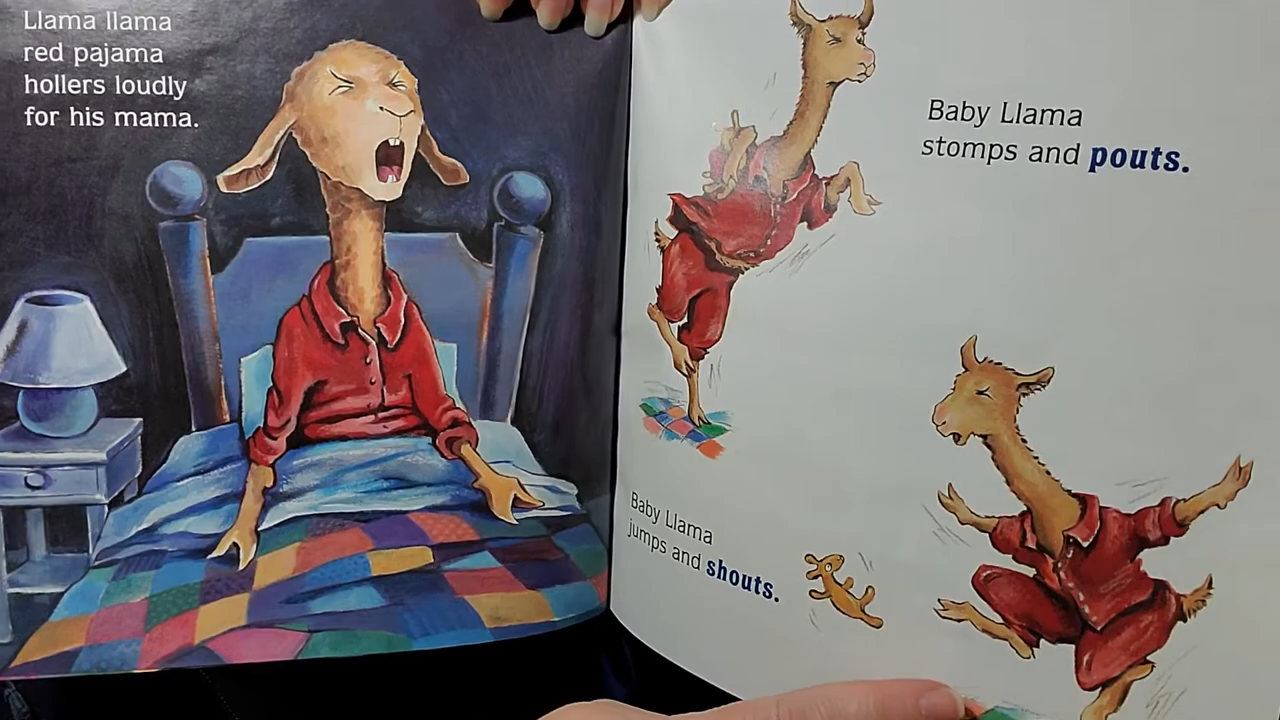 Llama llama
red pajama
hollers loudly
for his mama.
Baby Llama
stomps and pouts.
Baby Llama
jumps and shouts.